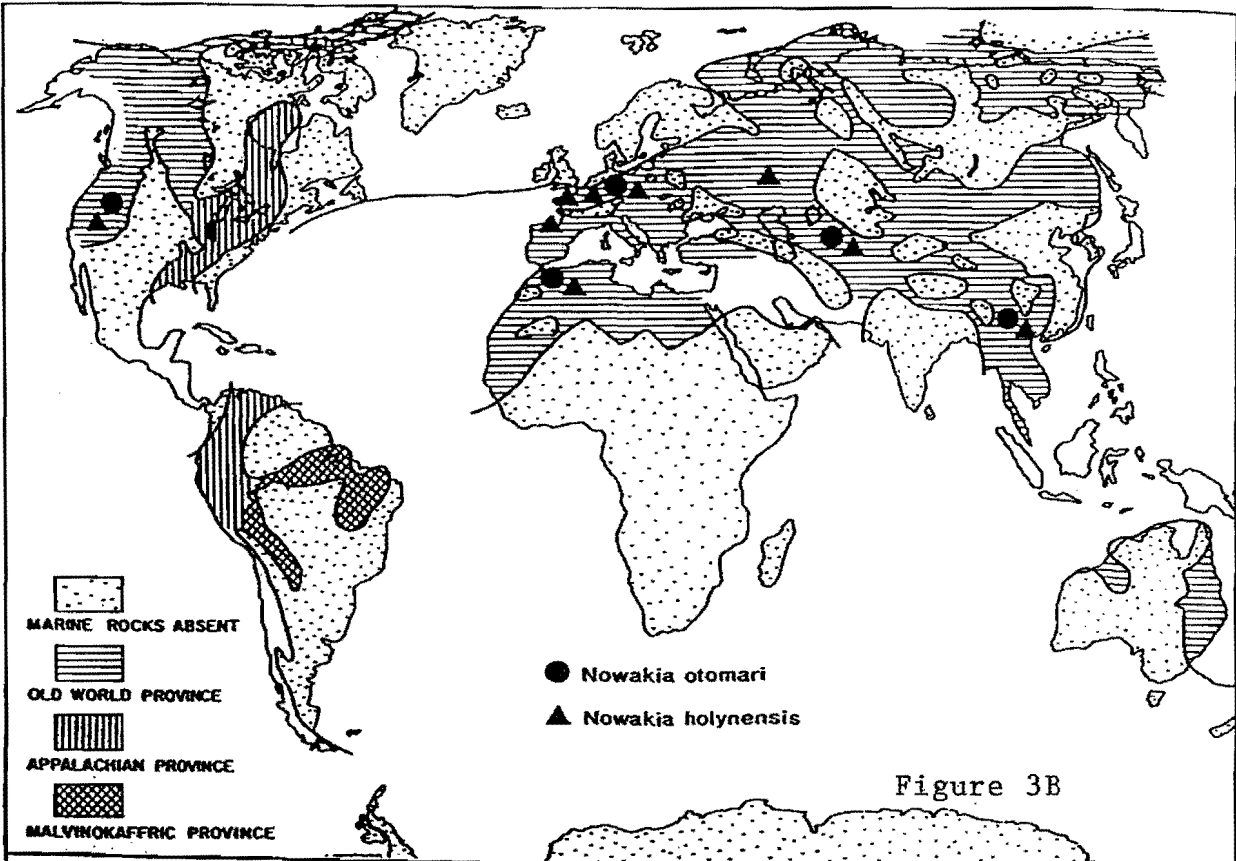 MARINE ROCKS ABSENT
OLD WORLD PROVINCE
APPALACHIAN PROVINCE
MALVINOKAFFRIC PROVINCE
Nowakia otomari
Nowakia holynensis
Figure 3B